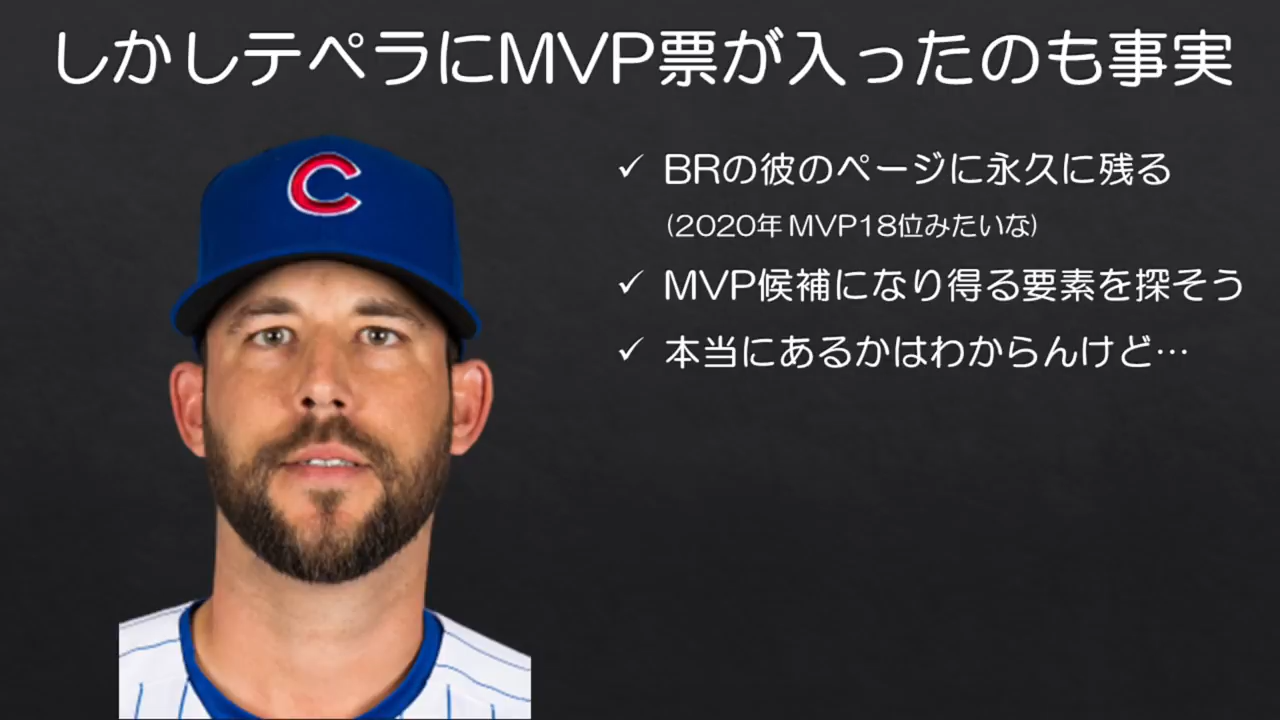 しかしテペラにMVP票が入ったのも事実
C
✓ BRの彼のページに永久に残る
(2020年 MVP18位みたいな)
✓ MVP候補になり得る要素を探そう
✓ 本当にあるかはわからんけど…